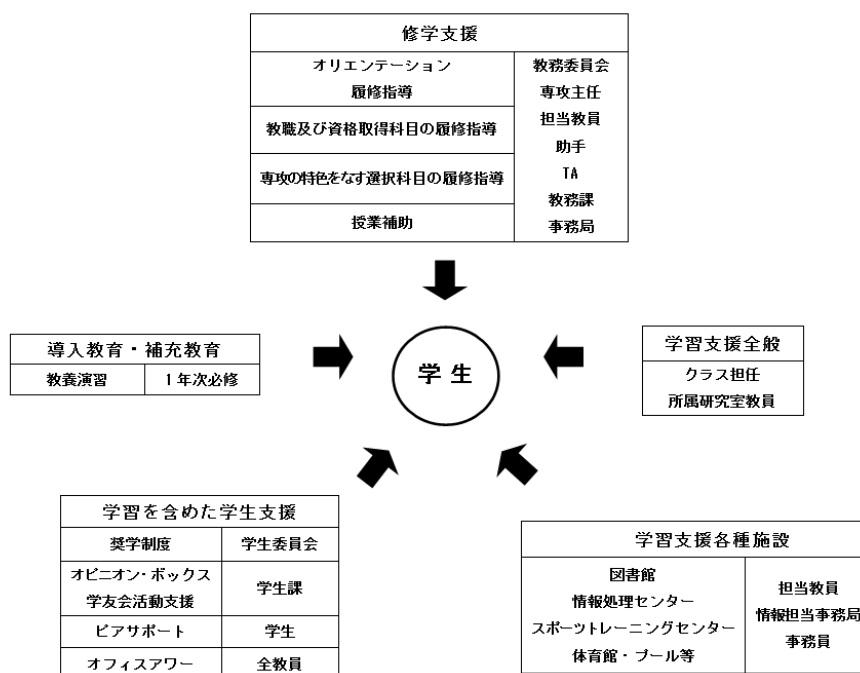 修学支援
オリエンテーション
履修指導
教職及び資格取得科目の履修指導
専攻の特色をなす選択科目の履修指導
授業補助
教務委員会
専攻主任
担当教員
助手
TA
教務課
事務局
導入教育・補充教育
教養演習
1年次必修
学生
学習支援全般
クラス担任
所属研究室教員
学習を含めた学生支援
奨学制度
学生委員会
オピニオン・ボックス
学友会活動支援
学生課
ピアサポート
学生
オフィスアワー
全教員
学習支援各種施設
図書館
情報処理センター
スポーツトレーニングセンター
体育館・プール等
担当教員
情報担当事務局
事務員